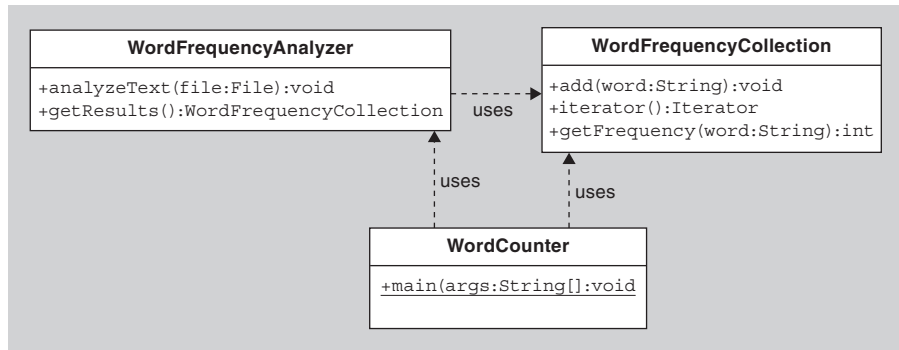 WordFrequencyAnalyzer
+analyzeText(file:File):void
+getResults():WordFrequencyCollection
uses
WordFrequencyCollection
+add(word:String):void
+iterator():Iterator
+getFrequency(word:String):int
uses
uses
WordCounter
+main(args:String[]:void